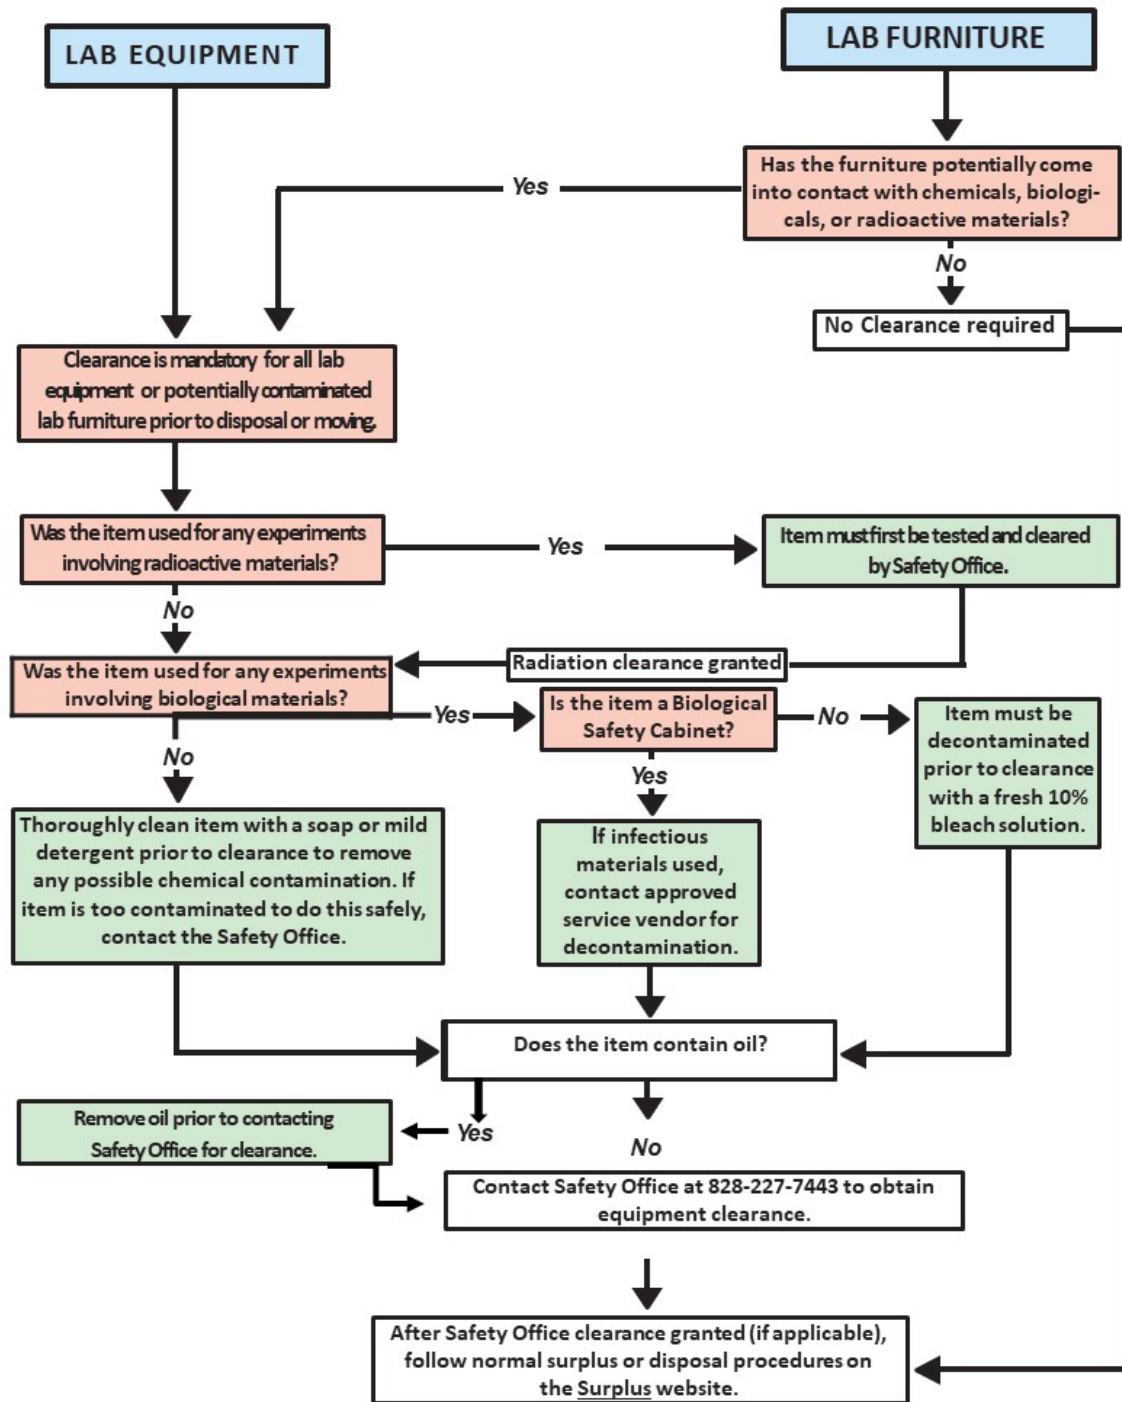 LAB EQUIPMENT
LAB FURNITURE
Has the furniture potentially come
into contact with chemicals, biologi-
cals, or radioactive materials?
Yes
No
No Clearance required
Clearance is mandatory for all lab
equipment or potentially contaminated
lab furniture prior to disposal or moving.
Was the item used for any experiments
involving radioactive materials?
Yes
Item must first be tested and cleared
by Safety Office.
No
Radiation clearance granted
Was the item used for any experiments
involving biological materials?
Yes
Is the item a Biological
Safety Cabinet?
No
Item must be
decontaminated
prior to clearance
with a fresh 10%
bleach solution.
No
Yes
Thoroughly clean item with a soap or mild
detergent prior to clearance to remove
any possible chemical contamination. If
item is too contaminated to do this safely,
contact the Safety Office.
If infectious
materials used,
contact approved
service vendor for
decontamination.
Does the item contain oil?
Remove oil prior to contacting
Safety Office for clearance.
Yes
No
Contact Safety Office at 828-227-7443 to obtain
equipment clearance.
After Safety Office clearance granted (if applicable),
follow normal surplus or disposal procedures on
the Surplus website.